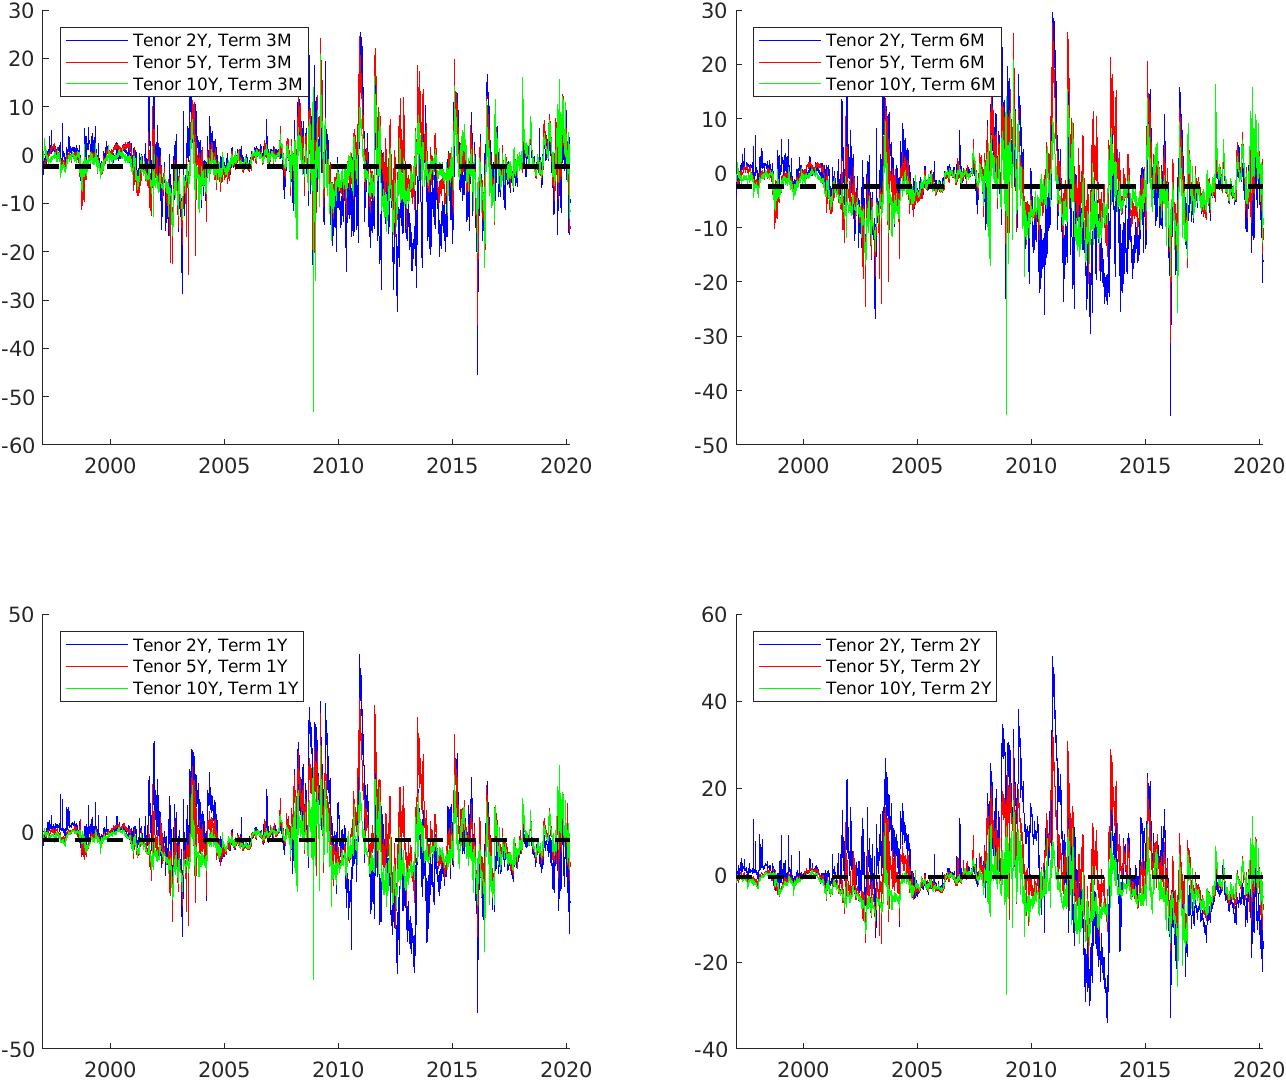 30
20
10
0
-10
-20
-30
-40
-50
-60
2000 2005 2010 2015 2020
Tenor 2Y, Term 3M
Tenor 5Y, Term 3M
Tenor 10Y, Term 3M
30
20
10
0
-10
-20
-30
-40
-50
2000 2005 2010 2015 2020
Tenor 2Y, Term 6M
Tenor 5Y, Term 6M
Tenor 10Y, Term 6M
50
0
-50
2000 2005 2010 2015 2020
Tenor 2Y, Term 1Y
Tenor 5Y, Term 1Y
Tenor 10Y, Term 1Y
60
40
20
0
-20
-40
2000 2005 2010 2015 2020
Tenor 2Y, Term 2Y
Tenor 5Y, Term 2Y
Tenor 10Y, Term 2Y